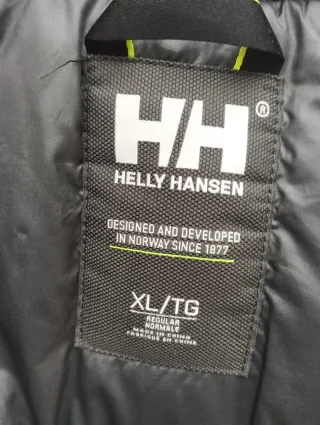 HH®
HELLY HANSEN
DESIGNED AND DEVELOPED
IN NORWAY SINCE 1877
XL/TG
REGULAR
NORMALE
MADE IN CHINA
FABRIQUÉ EN CHINE